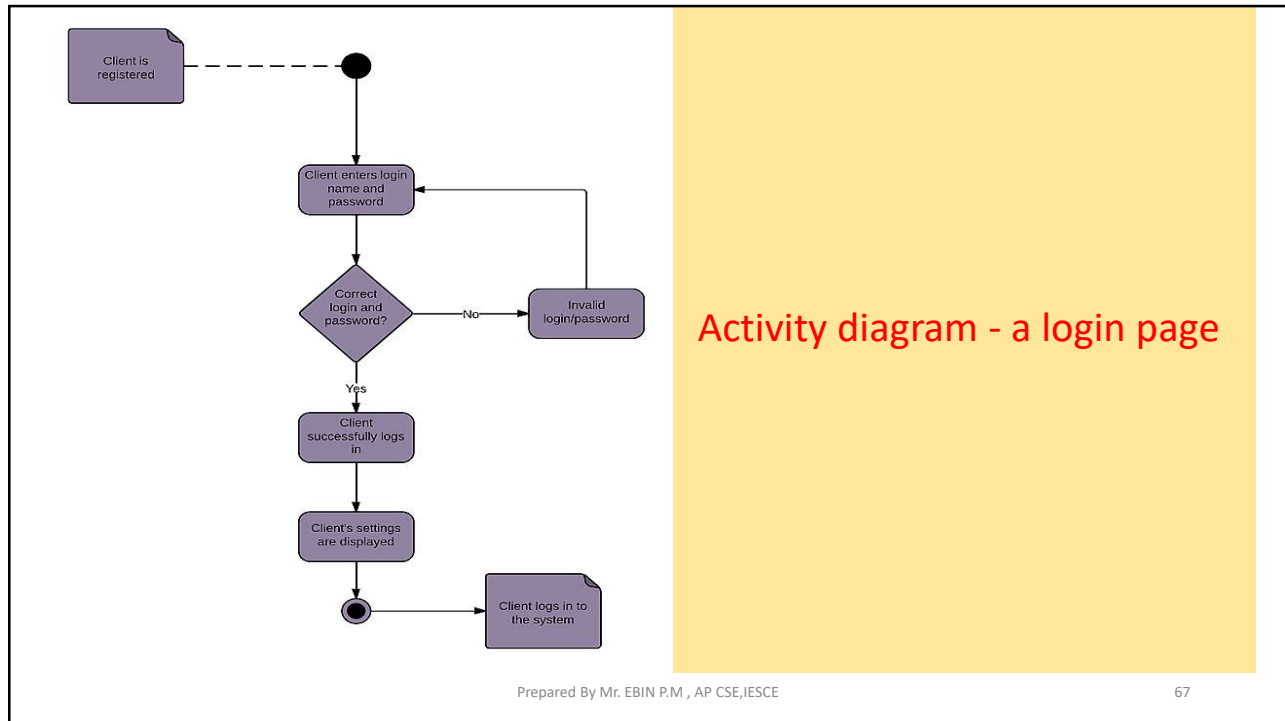 Client is
registered
Client enters login
name and
password
Correct
login and
password?
No
Invalid
login/password
Yes
Client
successfully logs
in
Client's settings
are displayed
Client logs in to
the system
Activity diagram - a login page
Prepared By Mr. EBIN P.M , AP CSE,IESCE
67